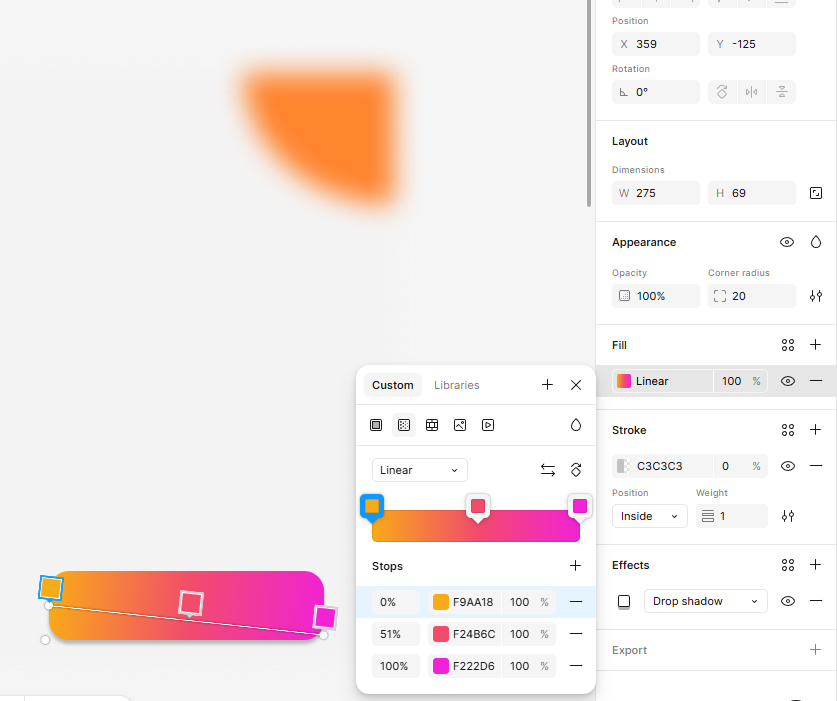 Position
X 359
Y -125
Rotation
0°
Layout
Dimensions
W 275
H 69
Appearance
Opacity
Corner radius
100%
20
Fill
Linear 100 %
Custom
Libraries
Stroke
C3C3C3 0 %
Linear
Position
Weight
Inside
1
Stops
Effects
0% F9AA18 100 %
Drop shadow
51% F24B6C 100 %
Export
100% F222D6 100 %